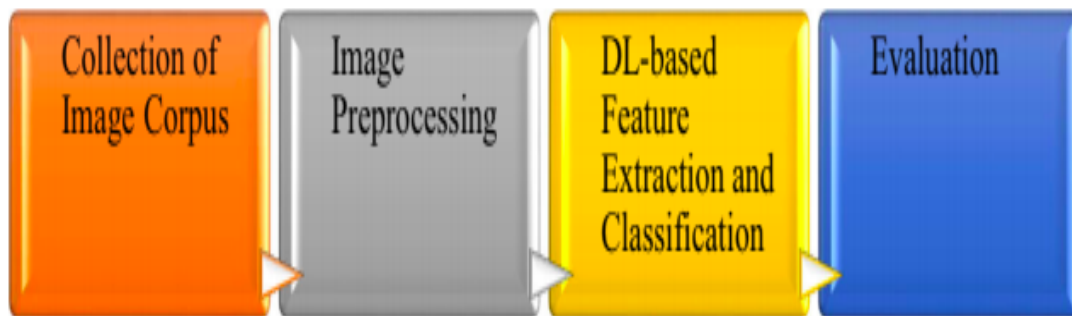 Collection of
Image Corpus
Image
Preprocessing
DL-based
Feature
Extraction and
Classification
Evaluation